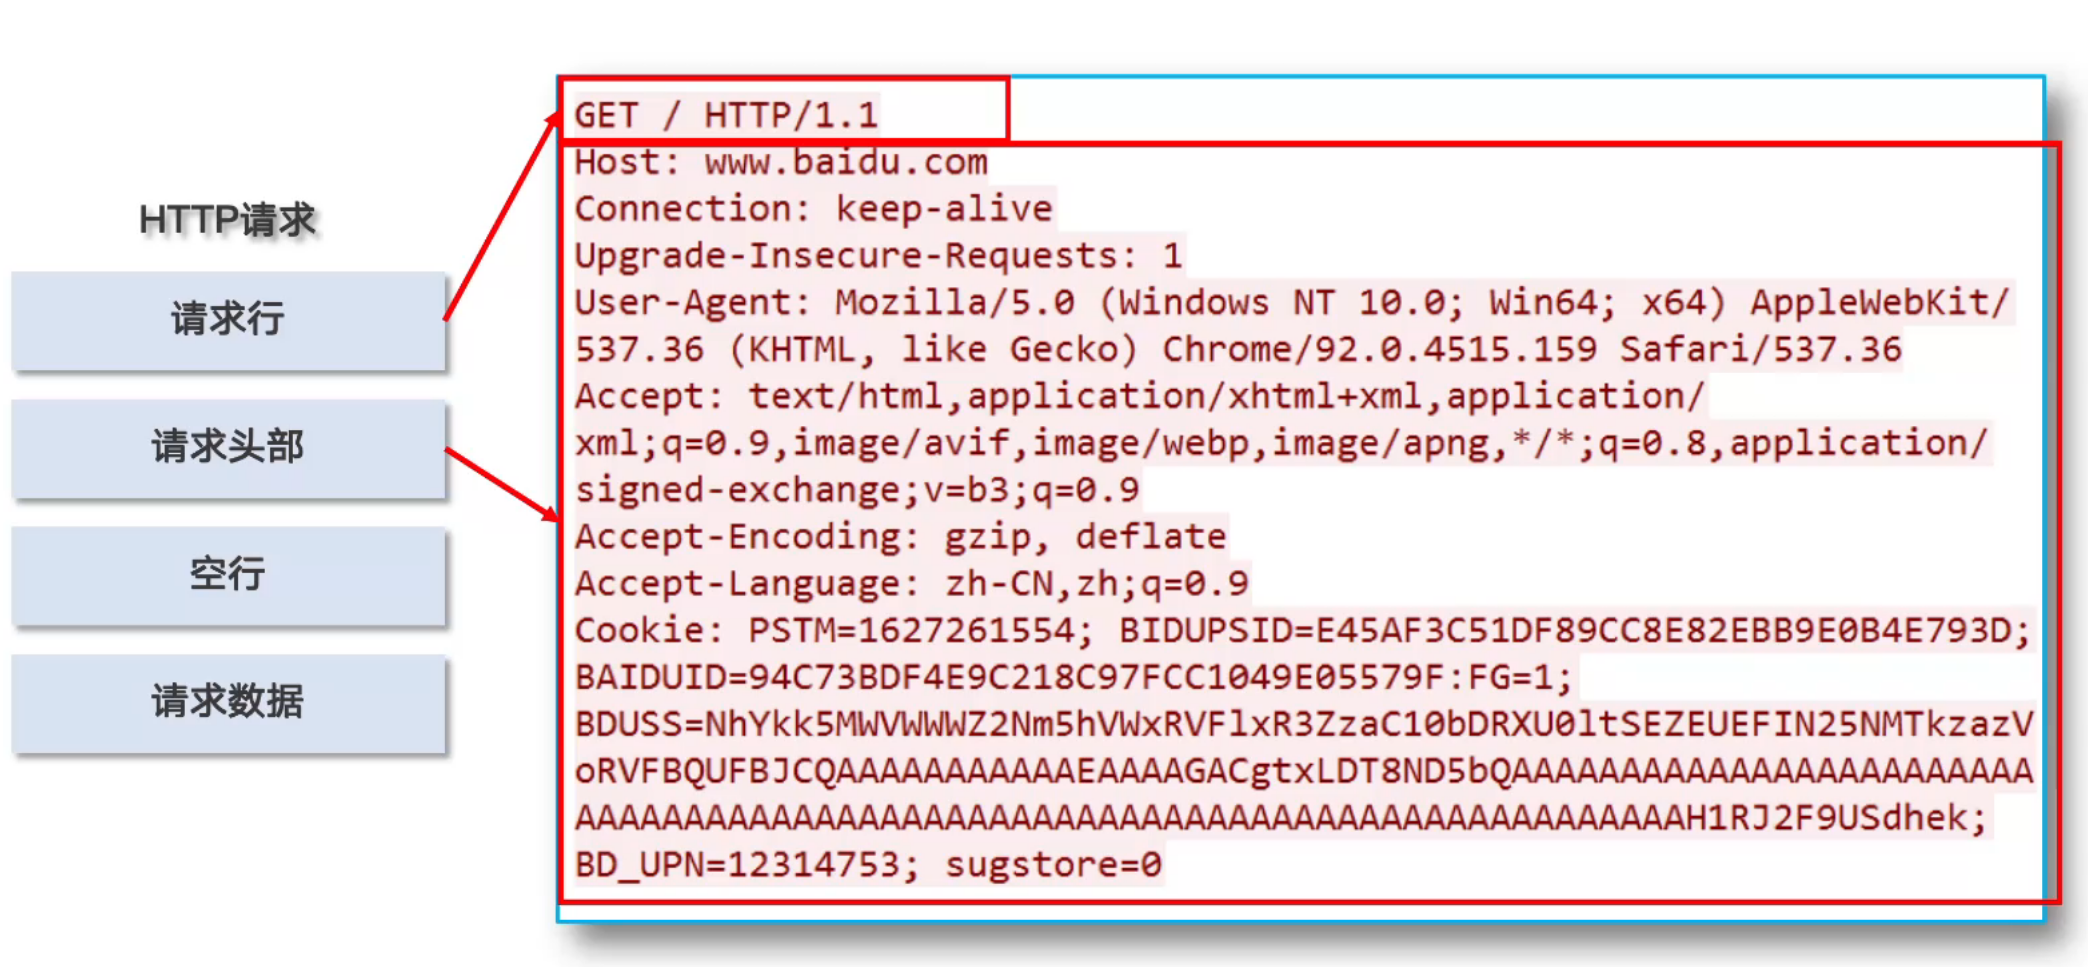 HTTP请求
请求行
请求头部
空行
请求数据
GET / HTTP/1.1
Host: www.baidu.com
Connection: keep-alive
Upgrade-Insecure-Requests: 1
User-Agent: Mozilla/5.0 (Windows NT 10.0; Win64; x64) AppleWebKit/
537.36 (KHTML, like Gecko) Chrome/92.0.4515.159 Safari/537.36
Accept: text/html,application/xhtml+xml,application/
xml;q=0.9,image/avif,image/webp,image/apng,*/*;q=0.8,application/
signed-exchange;v=b3;q=0.9
Accept-Encoding: gzip, deflate
Accept-Language: zh-CN,zh;q=0.9
Cookie: PSTM=1627261554; BIDUPSID=E45AF3C51DF89CC8E82EBB9E0B4E793D;
BAIDUID=94C73BDF4E9C218C97FCC1049E05579F:FG=1;
BDUSS=NhYkk5MWVWWWZ2Nm5hVWxRVFlxR3ZzaC10bDRXU0ltSEZEUEFIN25NMTkzazV
oRVFBQUFBJCQAAAAAAAAAAAEAAAAGACgtxLDT8ND5bQAAAAAAAAAAAAAAAAAAAAAAAA
AAAAAAAAAAAAAAAAAAAAAAAAAAAAAAAAAAAAAAAAAAAAAAAAAAAH1RJ2F9USdhek;
BD_UPN=12314753; sugstore=0